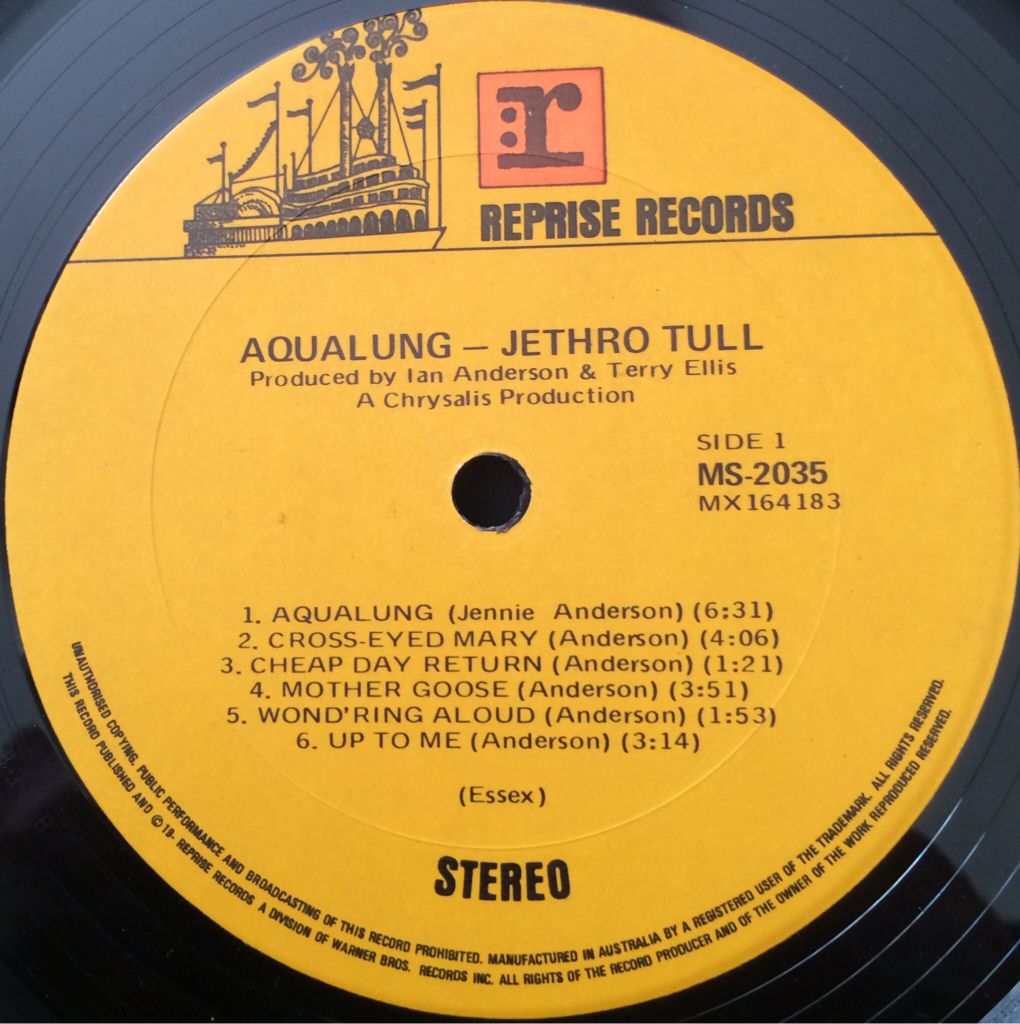 :r
REPRISE RECORDS
AQUALUNG — JETHRO TULL
Produced by Ian Anderson & Terry Ellis
A Chrysalis Production
SIDE 1
MS-2035
MX164183
1. AQUALUNG (Jennie Anderson) (6:31)
2. CROSS-EYED MARY (Anderson) (4:06)
3. CHEAP DAY RETURN (Anderson) (1:21)
4. MOTHER GOOSE (Anderson) (3:51)
5. WOND'RING ALOUD (Anderson) (1:53)
6. UP TO ME (Anderson) (3:14)
(Essex)
STEREO
UNAUTHORISED COPYING, PUBLIC PERFORMANCE AND BROADCASTING OF THIS RECORD PROHIBITED. MANUFACTURED IN AUSTRALIA BY A REGISTERED USER OF THE TRADEMARK. ALL RIGHTS RESERVED.
THIS RECORD PUBLISHED AND © 19- REPRISE RECORDS A DIVISION OF WARNER BROS. RECORDS INC. ALL RIGHTS OF THE RECORD PRODUCER AND OF THE OWNER OF THE WORK REPRODUCED RESERVED.